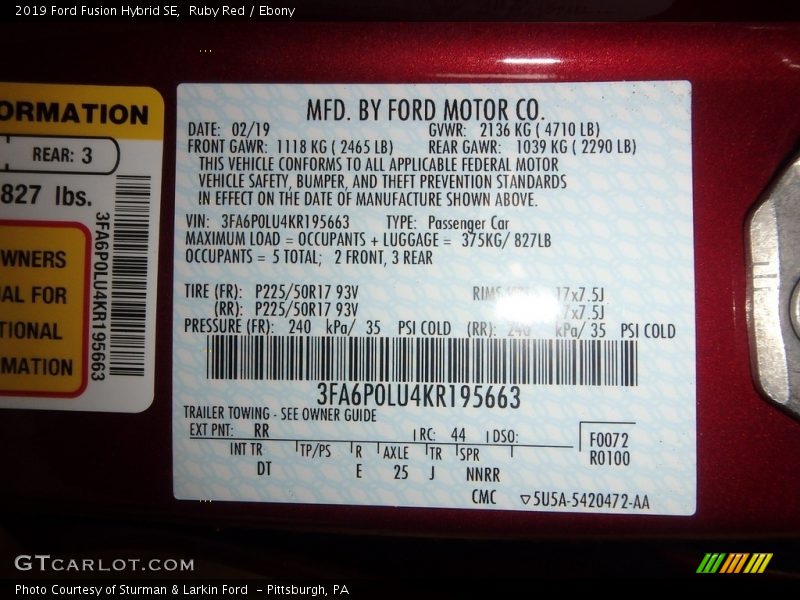 2019 Ford Fusion Hybrid SE, Ruby Red / Ebony
ORMATION
REAR: 3
827 lbs.
3FA6P0LU4KR195663
WNERS
AL FOR
TIONAL
MATION
MFD. BY FORD MOTOR CO.
DATE: 02/19 GVWR: 2136 KG ( 4710 LB)
FRONT GAWR: 1118 KG ( 2465 LB) REAR GAWR: 1039 KG ( 2290 LB)
THIS VEHICLE CONFORMS TO ALL APPLICABLE FEDERAL MOTOR
VEHICLE SAFETY, BUMPER, AND THEFT PREVENTION STANDARDS
IN EFFECT ON THE DATE OF MANUFACTURE SHOWN ABOVE.
VIN: 3FA6P0LU4KR195663 TYPE: Passenger Car
MAXIMUM LOAD = OCCUPANTS + LUGGAGE = 375KG/ 827LB
OCCUPANTS = 5 TOTAL; 2 FRONT, 3 REAR
TIRE (FR): P225/50R17 93V RIMS 17x7.5J
(RR): P225/50R17 93V 7x7.5J
PRESSURE (FR): 240 kPa/ 35 PSI COLD (RR): 240 kPa/ 35 PSI COLD
3FA6P0LU4KR195663
TRAILER TOWING - SEE OWNER GUIDE
EXT PNT: RR RC: 44 DSO: F0072
INT TR TP/PS R AXLE TR SPR R0100
DT E 25 J NNRR
CMC ▽5U5A-5420472-AA
GTCARLOT.COM
Photo Courtesy of Sturman & Larkin Ford - Pittsburgh, PA